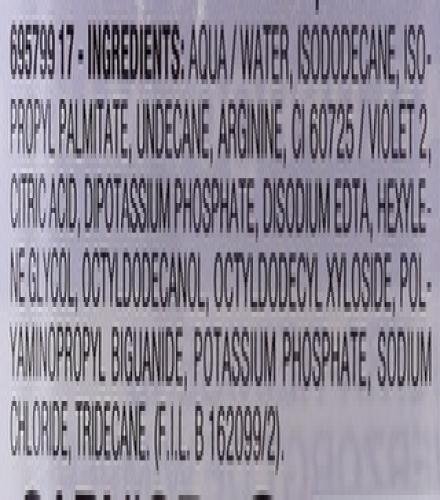 695799 17 - INGREDIENTS: AQUA / WATER, ISODODECANE, ISO-
PROPYL PALMITATE, UNDECANE, ARGININE, CI 60725 / VIOLET 2,
CITRIC ACID, DIPOTASSIUM PHOSPHATE, DISODIUM EDTA, HEXYLE-
NE GLYCOL, OCTYLDODECANOL, OCTYLDODECYL XYLOSIDE, POL-
YAMINOPROPYL BIGUANIDE, POTASSIUM PHOSPHATE, SODIUM
CHLORIDE, TRIDECANE. (F.I.L. B 162099/2).